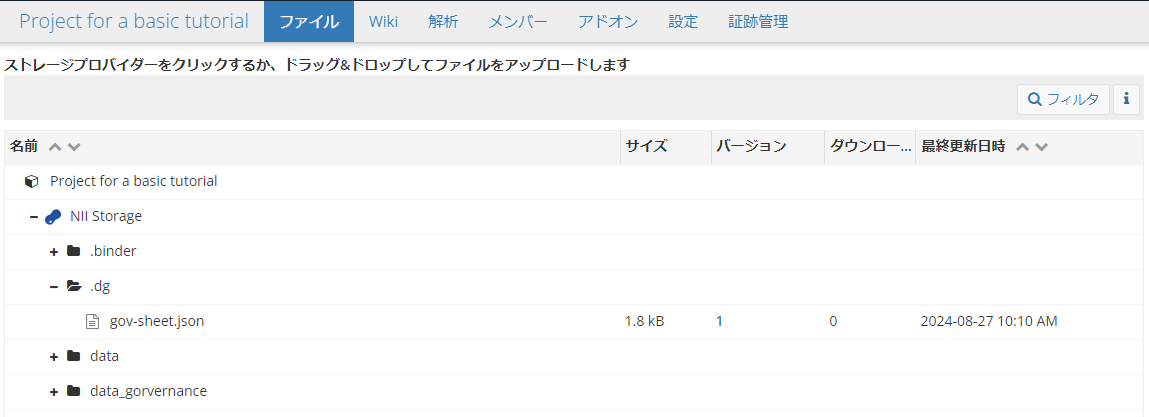 Project for a basic tutorial ファイル Wiki 解析 メンバー アドオン 設定 証跡管理
ストレージプロバイダーをクリックするか、ドラッグ&ドロップしてファイルをアップロードします
フィルタ
名前 サイズ バージョン ダウンロー... 最終更新日時
Project for a basic tutorial
NII Storage
.binder
.dg
gov-sheet.json 1.8 kB 1 0 2024-08-27 10:10 AM
data
data_gorvernance